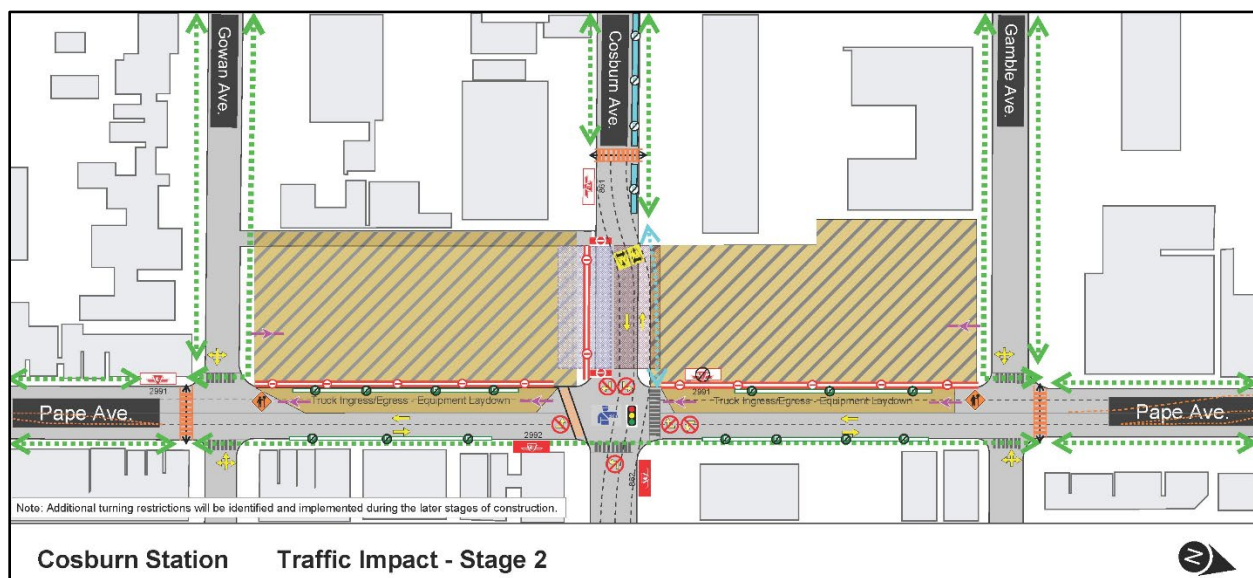 Gowan Ave.
Cosburn Ave.
Gamble Ave.
861
2991
2991
Truck Ingress/Egress - Equipment Laydown
Truck Ingress/Egress - Equipment Laydown
Pape Ave.
Pape Ave.
2992
862
Note: Additional turning restrictions will be identified and implemented during the later stages of construction.
Cosburn Station Traffic Impact - Stage 2
N